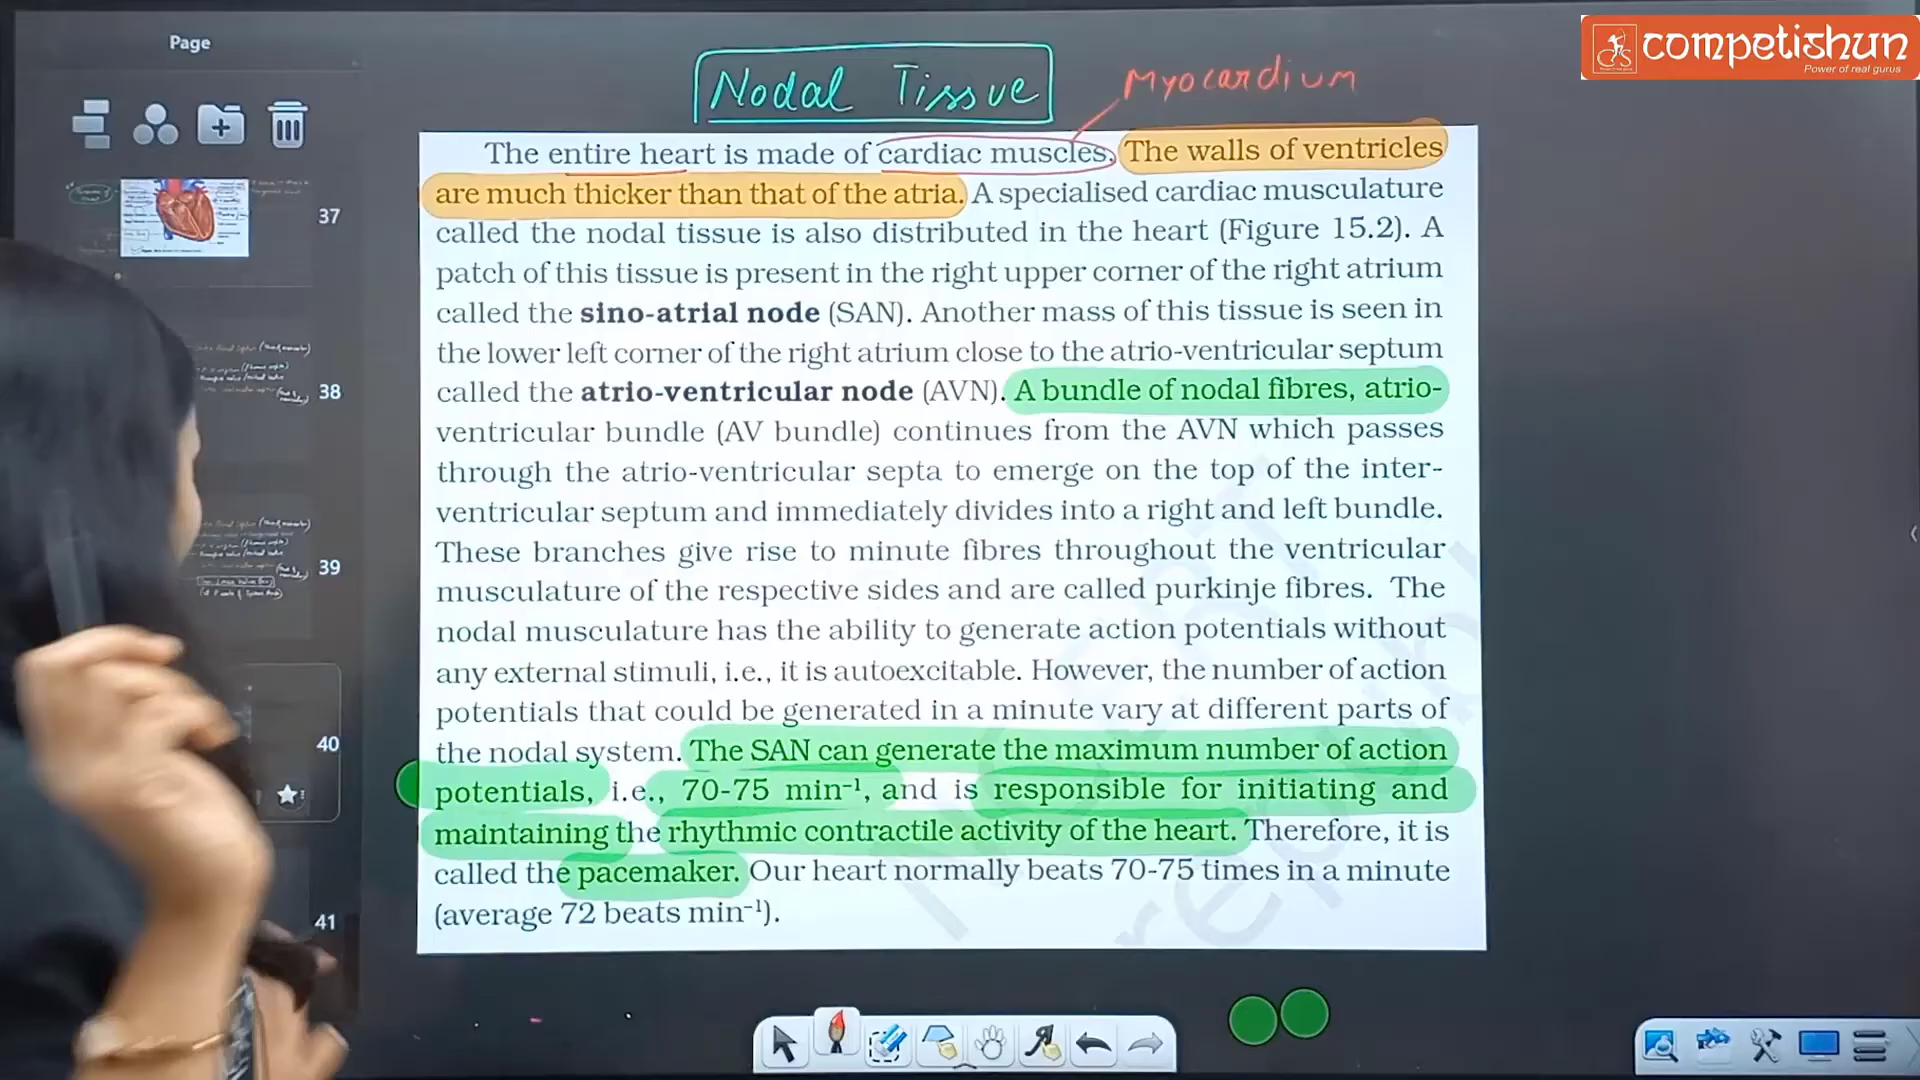 Page
competishun
Power of real gurus
Nodal Tissue
Myocardium
37
38
39
40
41
The entire heart is made of cardiac muscles. The walls of ventricles
are much thicker than that of the atria. A specialised cardiac musculature
called the nodal tissue is also distributed in the heart (Figure 15.2). A
patch of this tissue is present in the right upper corner of the right atrium
called the sino-atrial node (SAN). Another mass of this tissue is seen in
the lower left corner of the right atrium close to the atrio-ventricular septum
called the atrio-ventricular node (AVN). A bundle of nodal fibres, atrio-
ventricular bundle (AV bundle) continues from the AVN which passes
through the atrio-ventricular septa to emerge on the top of the inter-
ventricular septum and immediately divides into a right and left bundle.
These branches give rise to minute fibres throughout the ventricular
musculature of the respective sides and are called purkinje fibres. The
nodal musculature has the ability to generate action potentials without
any external stimuli, i.e., it is autoexcitable. However, the number of action
potentials that could be generated in a minute vary at different parts of
the nodal system. The SAN can generate the maximum number of action
potentials, i.e., 70-75 min⁻¹, and is responsible for initiating and
maintaining the rhythmic contractile activity of the heart. Therefore, it is
called the pacemaker. Our heart normally beats 70-75 times in a minute
(average 72 beats min⁻¹).